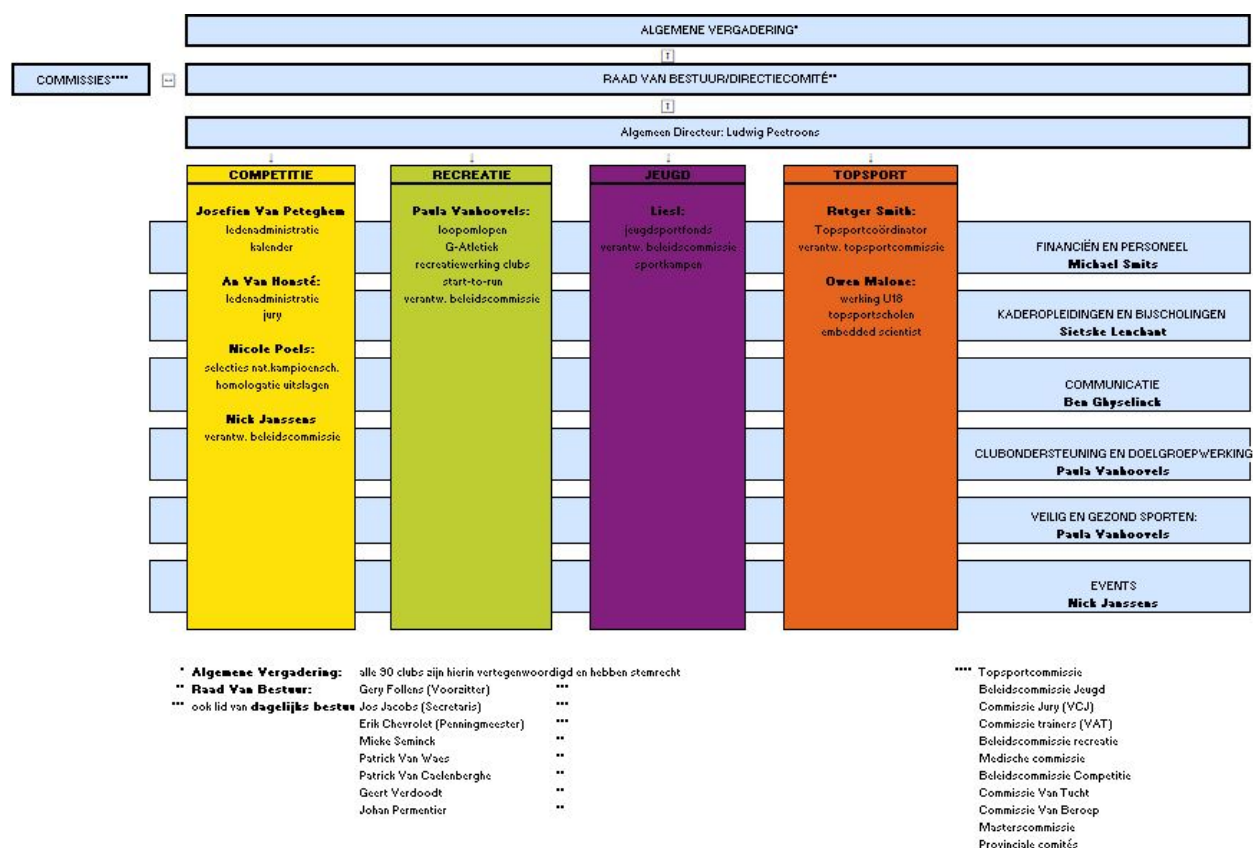 ALGEMENE VERGADERING*
COMMISSIES****
RAAD VAN BESTUUR/DIRECTIECOMITÉ**
Algemeen Directeur: Ludwig Peetroons
COMPETITIE
Josefien Van Peteghem
ledenadministratie
kalender
An Van Honsté:
ledenadministratie
jury
Nicole Poels:
selecties nat.kampioensch.
homologatie uitslagen
Nick Janssens
verantw. beleidscommissie
RECREATIE
Paula Vanhoovels:
loopomlopen
G-Atletiek
recreatiewerking clubs
start-to-run
verantw. beleidscommissie
JEUGD
Liesl:
jeugdsportfonds
verantw. beleidscommissie
sportkampen
TOPSPORT
Rutger Smith:
Topsportcoördinator
verantw. topsportcommissie
Owen Malone:
werking U18
topsportscholen
embedded scientist
FINANCIËN EN PERSONEEL
Michael Smits
KADEROPLEIDINGEN EN BIJSCHOLINGEN
Sietske Lenchant
COMMUNICATIE
Ben Ghyselinck
CLUBONDERSTEUNING EN DOELGROEPWERKING
Paula Vanhoovels
VEILIG EN GEZOND SPORTEN:
Paula Vanhoovels
EVENTS
Nick Janssens
* Algemene Vergadering: alle 90 clubs zijn hierin vertegenwoordigd en hebben stemrecht
** Raad Van Bestuur: Gery Follens (Voorzitter) ***
*** ook lid van dagelijks bestuu Jos Jacobs (Secretaris) ***
Erik Chevrolet (Penningmeester) ***
Mieke Seminck **
Patrick Van Waes **
Patrick Van Caelenberghe **
Geert Verdoodt **
Johan Permentier **
**** Topsportcommissie
Beleidscommissie Jeugd
Commissie Jury (VCJ)
Commissie trainers (VAT)
Beleidscommissie recreatie
Medische commissie
Beleidscommissie Competitie
Commissie Van Tucht
Commissie Van Beroep
Masterscommissie
Provinciale comités